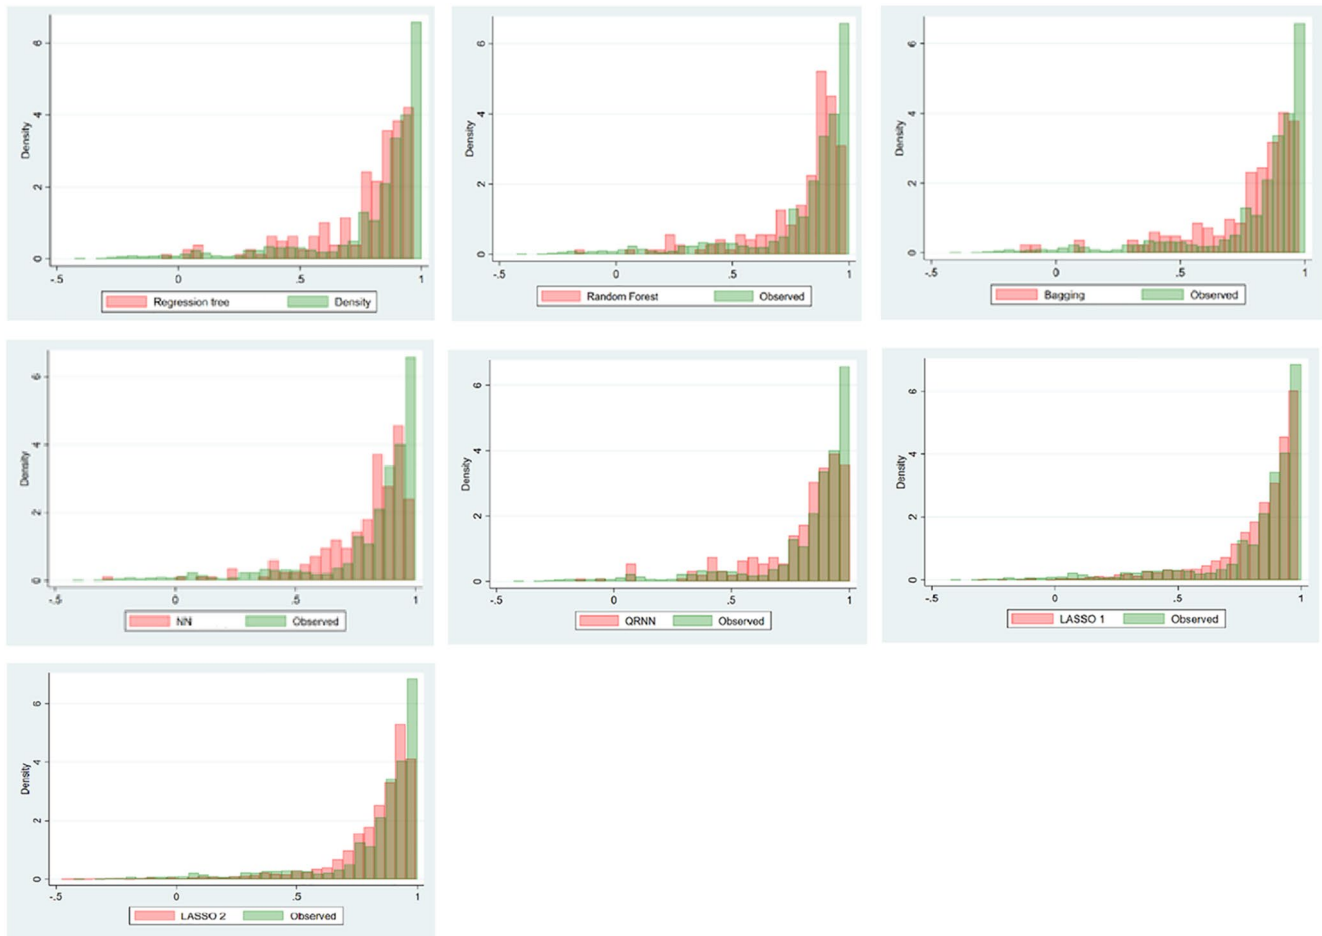 Density
6
4
2
0
-.5 0 .5 1
Regression tree Density
Density
6
4
2
0
-.5 0 .5 1
Random Forest Observed
Density
6
4
2
0
-.5 0 .5 1
Bagging Observed
Density
6
4
2
0
-.5 0 .5 1
NN Observed
Density
6
4
2
0
-.5 0 .5 1
QRNN Observed
Density
6
4
2
0
-.5 0 .5 1
LASSO 1 Observed
Density
6
4
2
0
-.5 0 .5 1
LASSO 2 Observed